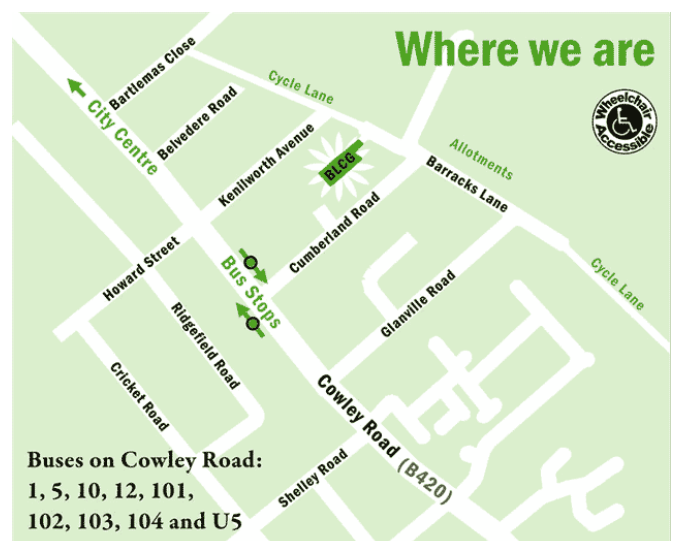 Where we are
Wheelchair
Accessible
Bartlemas Close
Cycle Lane
City Centre
Belvedere Road
Kenilworth Avenue
BLCG
Allotments
Barracks Lane
Cumberland Road
Howard Street
Bus Stops
Cycle Lane
Glanville Road
Ridgefield Road
Cricket Road
Cowley Road (B420)
Shelley Road
Buses on Cowley Road:
1, 5, 10, 12, 101,
102, 103, 104 and U5